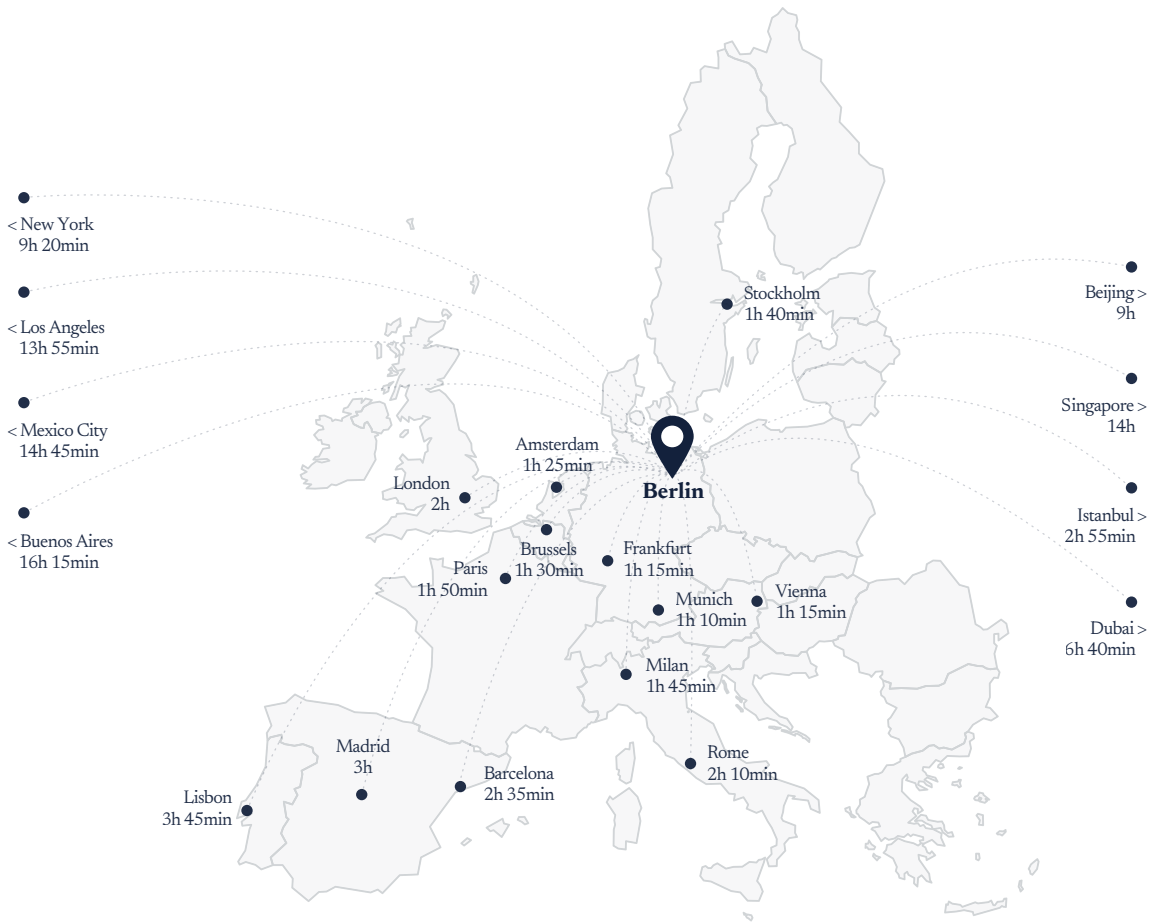 < New York
9h 20min
< Los Angeles
13h 55min
< Mexico City
14h 45min
< Buenos Aires
16h 15min
Stockholm
1h 40min
Amsterdam
1h 25min
London
2h
Berlin
Brussels
1h 30min
Paris
1h 50min
Frankfurt
1h 15min
Munich
1h 10min
Vienna
1h 15min
Milan
1h 45min
Rome
2h 10min
Madrid
3h
Barcelona
2h 35min
Lisbon
3h 45min
Beijing >
9h
Singapore >
14h
Istanbul >
2h 55min
Dubai >
6h 40min